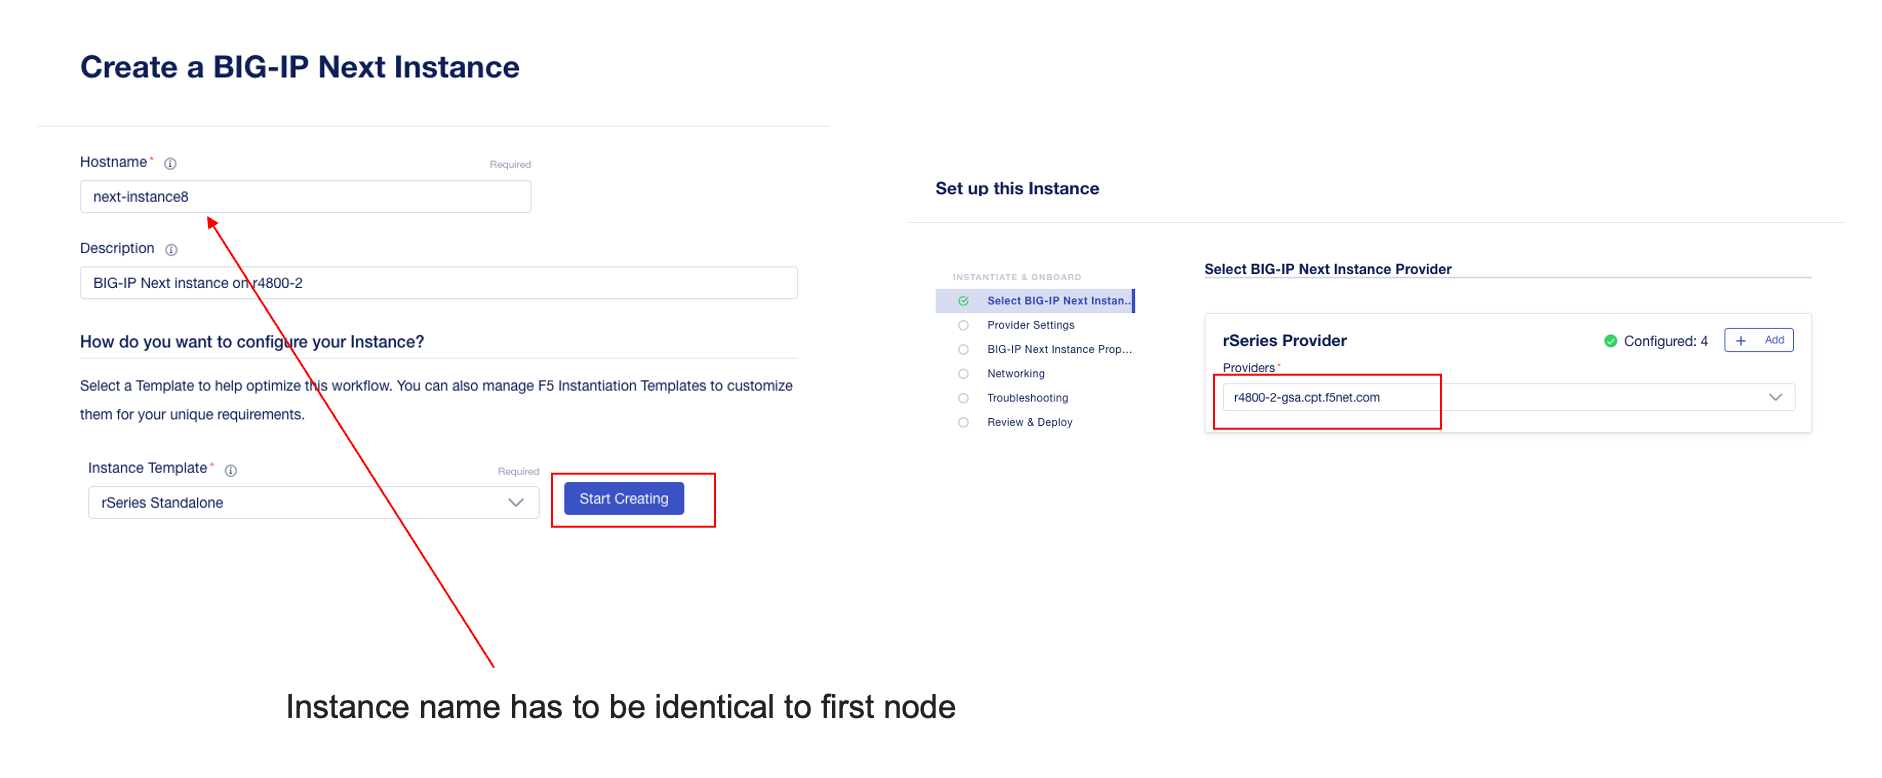 Create a BIG-IP Next Instance
Hostname*
Required
next-instance8
Description
BIG-IP Next instance on r4800-2
How do you want to configure your Instance?
Select a Template to help optimize this workflow. You can also manage F5 Instantiation Templates to customize
them for your unique requirements.
Instance Template*
Required
rSeries Standalone
Start Creating
Instance name has to be identical to first node
Set up this Instance
INSTANTIATE & ONBOARD
Select BIG-IP Next Instan...
Provider Settings
BIG-IP Next Instance Prop...
Networking
Troubleshooting
Review & Deploy
Select BIG-IP Next Instance Provider
rSeries Provider
Configured: 4
+ Add
Providers*
r4800-2-gsa.cpt.f5net.com